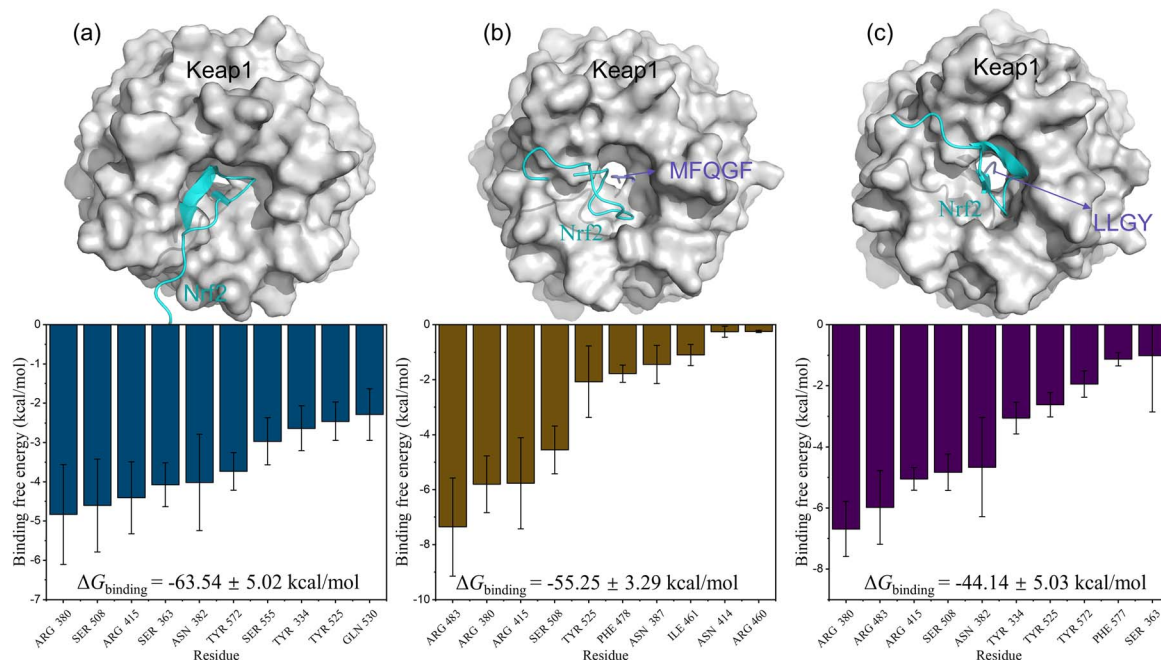 (a)
Keap1
Nrf2
(b)
Keap1
MFQGF
Nrf2
(c)
Keap1
Nrf2
LLGY
Binding free energy (kcal/mol)
0
-1
-2
-3
-4
-5
-6
-7
ΔGbinding = -63.54 ± 5.02 kcal/mol
ARG 380
SER 508
ARG 415
SER 363
ASN 382
TYR 572
SER 555
TYR 334
TYR 525
GLN 530
Residue
Binding free energy (kcal/mol)
0
-2
-4
-6
-8
-10
ΔGbinding = -55.25 ± 3.29 kcal/mol
ARG 483
ARG 380
ARG 415
SER 508
TYR 525
PHE 478
ASN 387
ILE 461
ASN 414
ARG 460
Residue
Binding free energy (kcal/mol)
0
-2
-4
-6
-8
ΔGbinding = -44.14 ± 5.03 kcal/mol
ARG 380
ARG 483
ARG 415
SER 508
ASN 382
TYR 334
TYR 525
TYR 572
PHE 577
SER 363
Residue